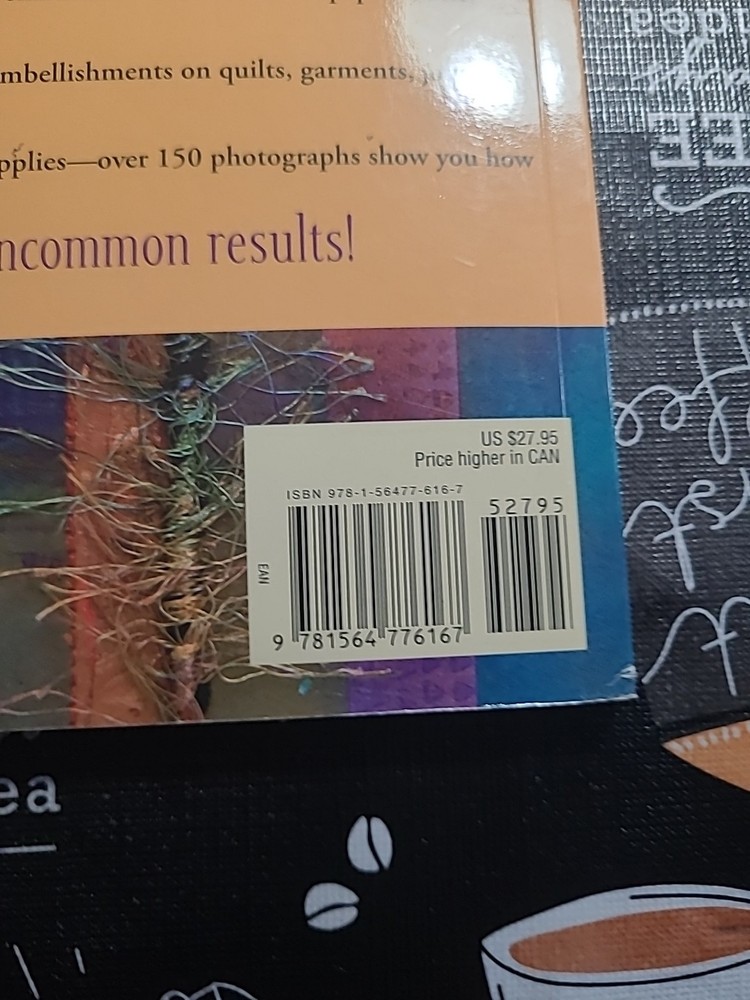 mbellishments on quilts, garments,
pplies—over 150 photographs show you how
ncommon results!
US $27.95
Price higher in CAN
ISBN 978-1-56477-616-7
52795
EAN
9 781564 776167
ea